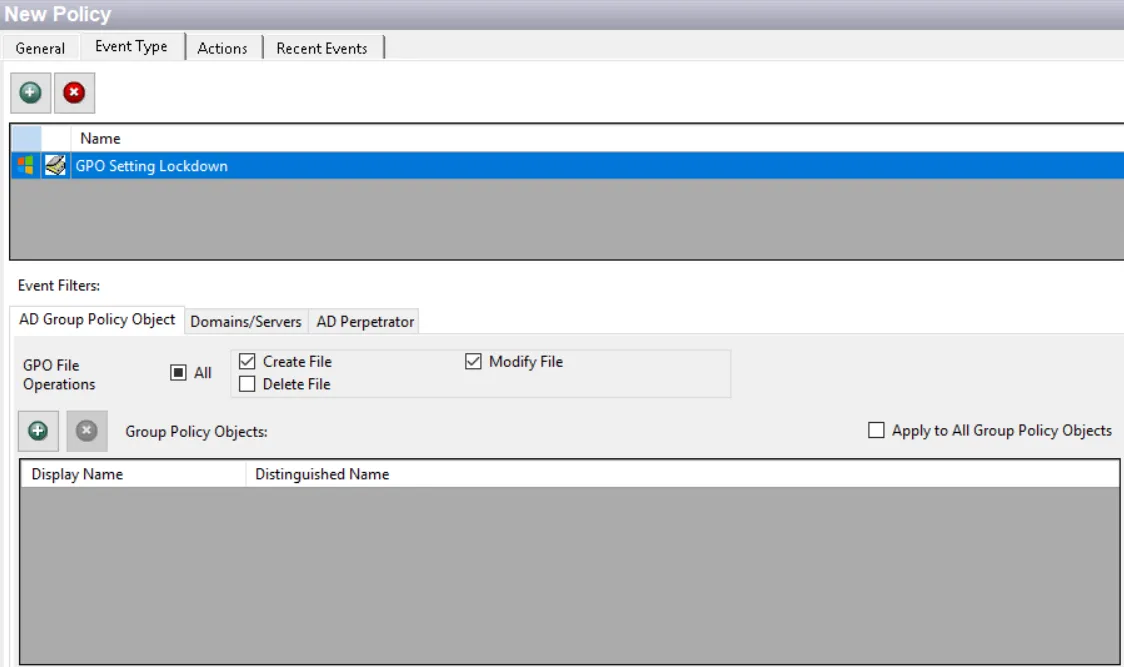 New Policy
General Event Type Actions Recent Events
Name
GPO Setting Lockdown
Event Filters:
AD Group Policy Object Domains/Servers AD Perpetrator
GPO File Operations
All
Create File Modify File
Delete File
Group Policy Objects: Apply to All Group Policy Objects
Display Name Distinguished Name